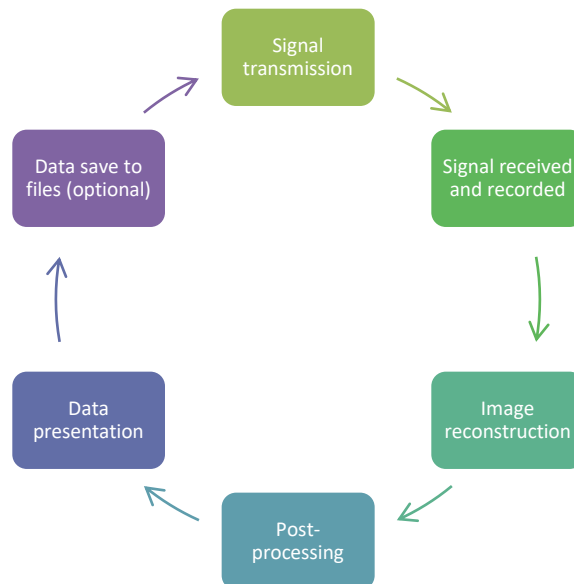 Signal
transmission
Signal received
and recorded
Image
reconstruction
Post-
processing
Data
presentation
Data save to
files (optional)